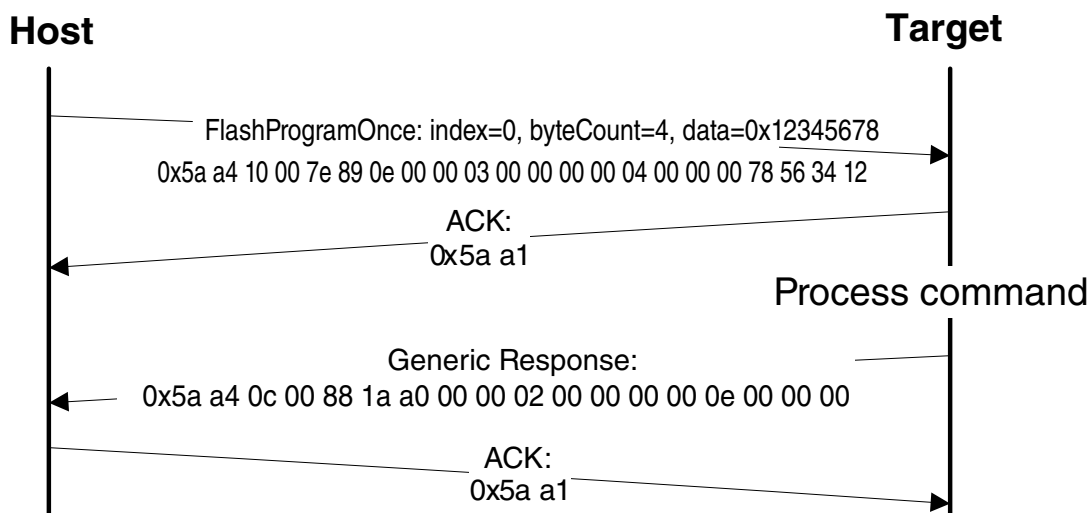 Host
Target
FlashProgramOnce: index=0, byteCount=4, data=0x12345678
0x5a a4 10 00 7e 89 0e 00 00 03 00 00 00 00 04 00 00 00 78 56 34 12
ACK:
0x5a a1
Process command
Generic Response:
0x5a a4 0c 00 88 1a a0 00 00 02 00 00 00 00 0e 00 00 00
ACK:
0x5a a1